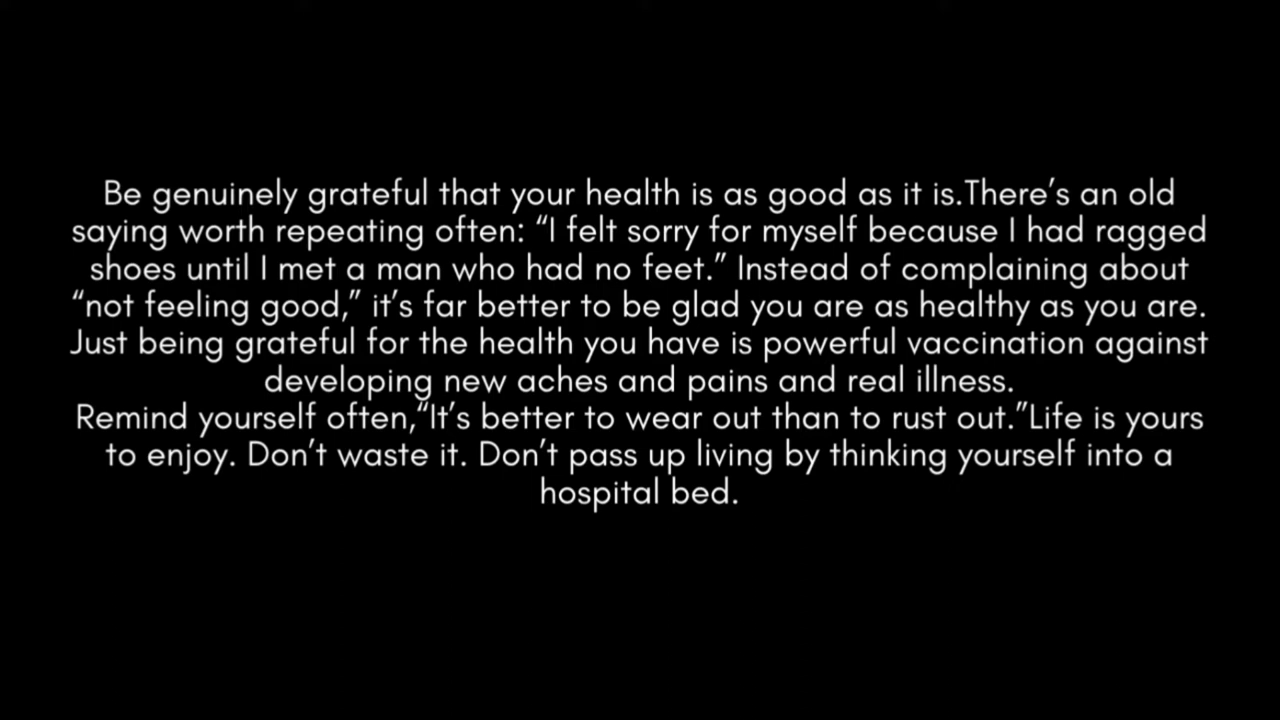 Be genuinely grateful that your health is as good as it is.There’s an old
saying worth repeating often: “I felt sorry for myself because I had ragged
shoes until I met a man who had no feet.” Instead of complaining about
“not feeling good,” it’s far better to be glad you are as healthy as you are.
Just being grateful for the health you have is powerful vaccination against
developing new aches and pains and real illness.
Remind yourself often,“It’s better to wear out than to rust out.”Life is yours
to enjoy. Don’t waste it. Don’t pass up living by thinking yourself into a
hospital bed.